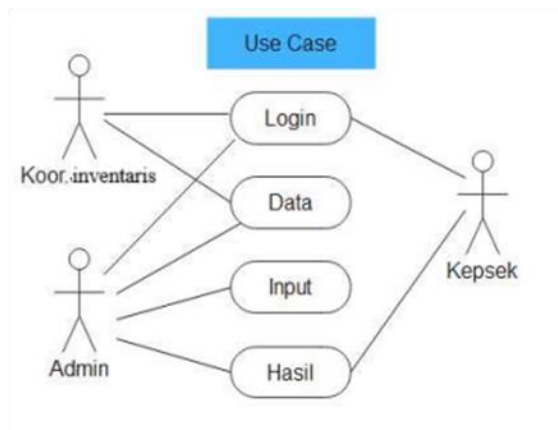 Use Case
Login
Koor. inventaris
Data
Kepsek
Input
Admin
Hasil